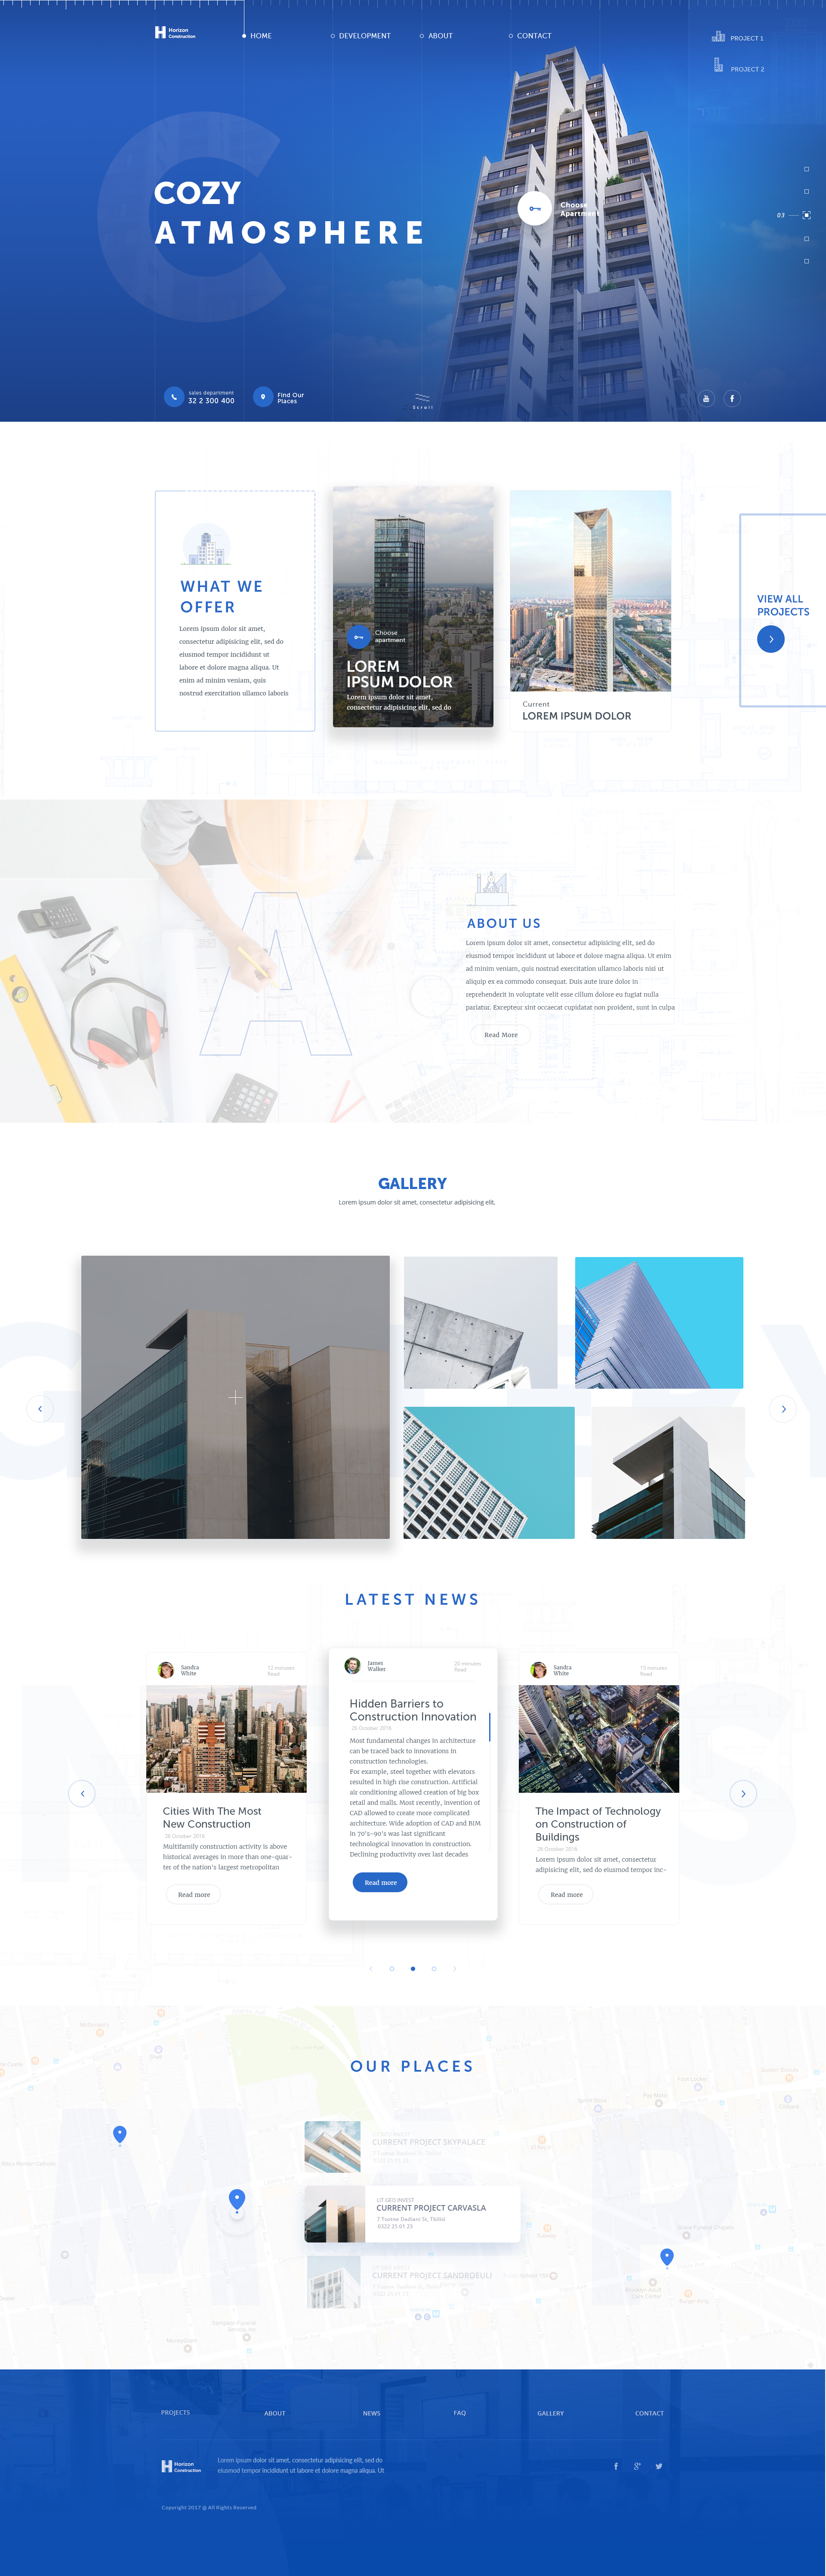 Horizon
Construction
HOME
DEVELOPMENT
ABOUT
CONTACT
PROJECT 1
PROJECT 2
C
COZY
ATMOSPHERE
Choose
Apartment
03
sales department
32 2 300 400
Find Our
Places
Scroll
WHAT WE
OFFER
Lorem ipsum dolor sit amet,
consectetur adipisicing elit, sed do
eiusmod tempor incididunt ut
labore et dolore magna aliqua. Ut
enim ad minim veniam, quis
nostrud exercitation ullamco laboris
Choose
apartment
LOREM
IPSUM DOLOR
Lorem ipsum dolor sit amet,
consectetur adipisicing elit, sed do
Current
LOREM IPSUM DOLOR
VIEW ALL
PROJECTS
A
ABOUT US
Lorem ipsum dolor sit amet, consectetur adipisicing elit, sed do
eiusmod tempor incididunt ut labore et dolore magna aliqua. Ut enim
ad minim veniam, quis nostrud exercitation ullamco laboris nisi ut
aliquip ex ea commodo consequat. Duis aute irure dolor in
reprehenderit in voluptate velit esse cillum dolore eu fugiat nulla
pariatur. Excepteur sint occaecat cupidatat non proident, sunt in culpa
Read More
GALLERY
Lorem ipsum dolor sit amet. consectetur adipisicing elit,
LATEST NEWS
Sandra
White
12 minutes
Read
Cities With The Most
New Construction
26 October 2016
Multifamily construction activity is above
historical averages in more than one-quar-
ter of the nation's largest metropolitan
Read more
James
Walker
20 minutes
Read
Hidden Barriers to
Construction Innovation
26 October 2016
Most fundamental changes in architecture
can be traced back to innovations in
construction technologies.
For example, steel together with elevators
resulted in high rise construction. Artificial
air conditioning allowed creation of big box
retail and malls. Most recently, invention of
CAD allowed to create more complicated
architecture. Wide adoption of CAD and BIM
in 70's-90's was last significant
technological innovation in construction.
Declining productivity over last decades
Read more
Sandra
White
15 minutes
Read
The Impact of Technology
on Construction of
Buildings
26 October 2016
Lorem ipsum dolor sit amet, consectetur
adipisicing elit, sed do eiusmod tempor inc-
Read more
OUR PLACES
CURRENT PROJECT SKYPALACE
LIT GEO INVEST
CURRENT PROJECT CARVASLA
7 Tsotne Dadiani St, Tbilisi
0322 25 01 23
CURRENT PROJECT SANDROEULI
PROJECTS
ABOUT
NEWS
FAQ
GALLERY
CONTACT
Horizon
Construction
Lorem ipsum dolor sit amet, consectetur adipisicing elit, sed do
eiusmod tempor incididunt ut labore et dolore magna aliqua. Ut
Copyright 2017 @ All Rights Reserved